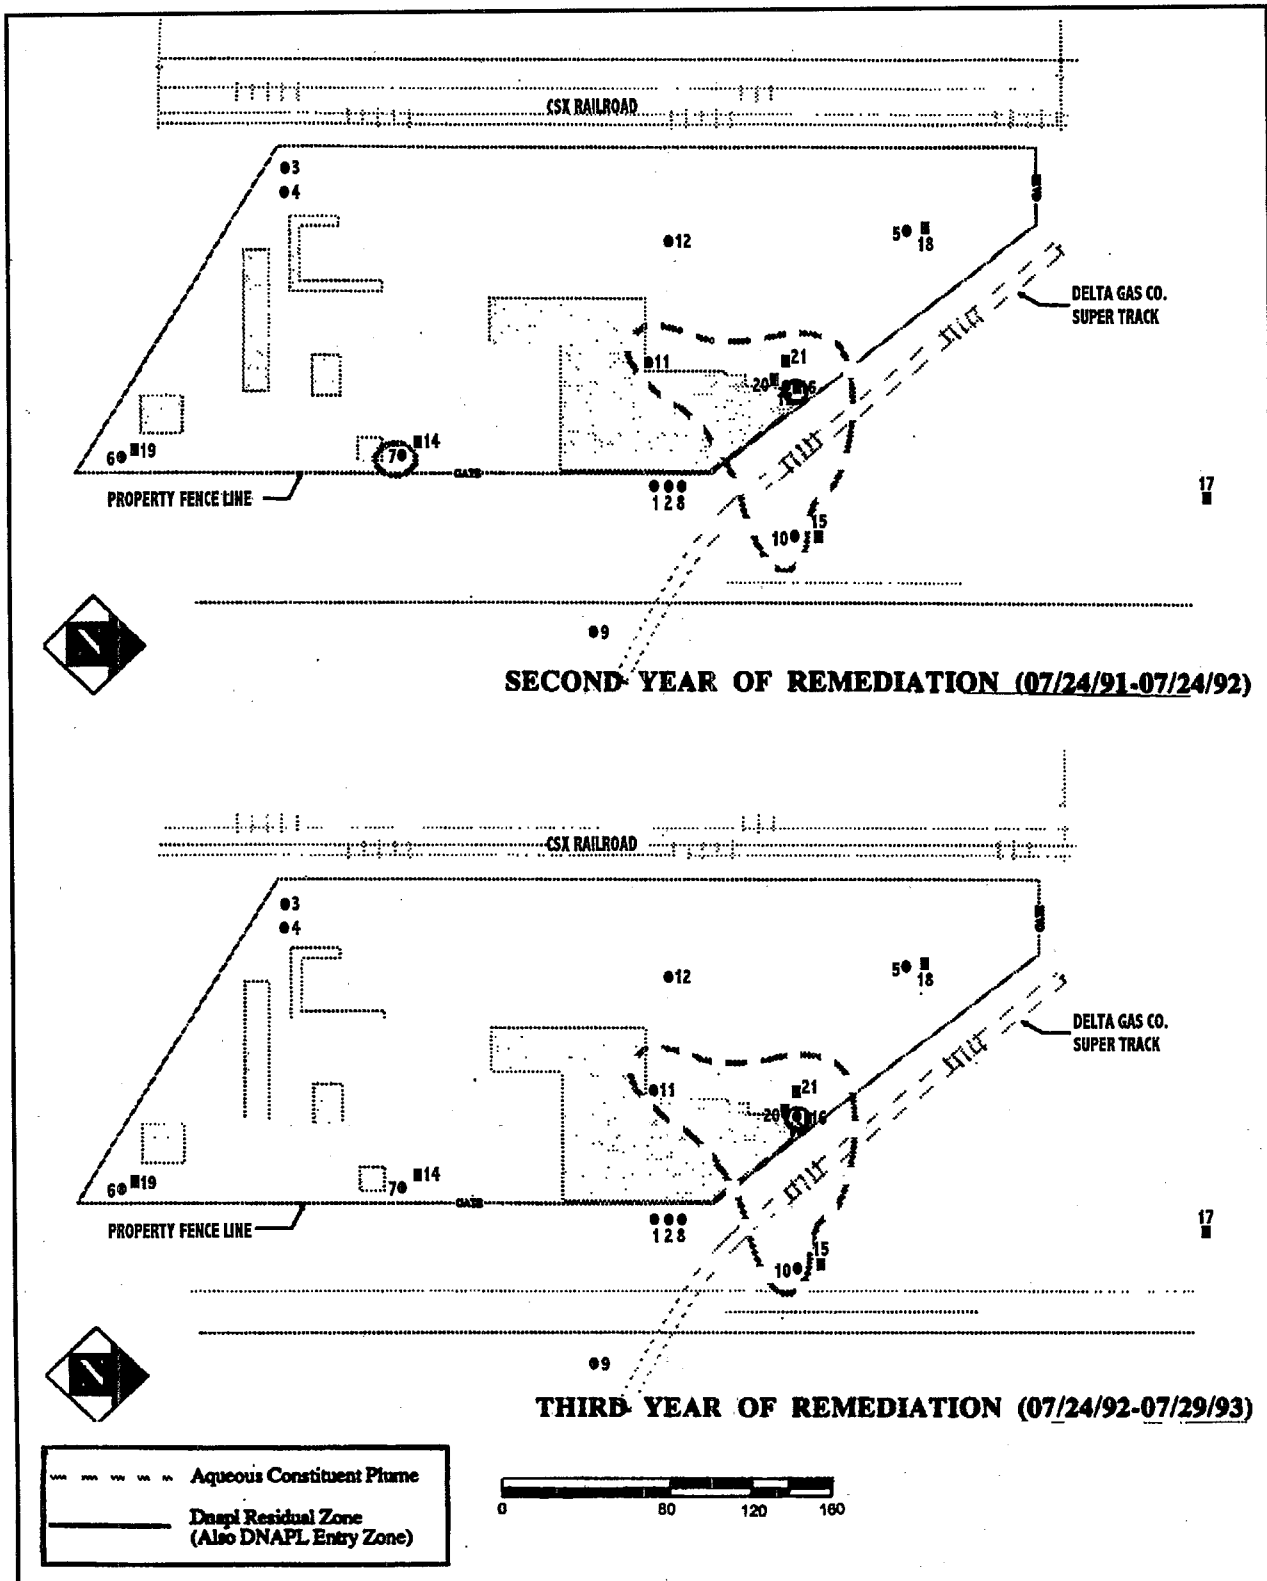 CSX RAILROAD
3
4
12
5
18
DELTA GAS CO.
SUPER TRACK
11
21
20
16
6
19
7
14
GATE
PROPERTY FENCE LINE
1 2 8
17
10
15
N
9
SECOND YEAR OF REMEDIATION (07/24/91-07/24/92)
CSX RAILROAD
3
4
12
5
18
DELTA GAS CO.
SUPER TRACK
11
21
20
16
6
19
7
14
GATE
PROPERTY FENCE LINE
1 2 8
17
10
15
N
9
THIRD YEAR OF REMEDIATION (07/24/92-07/29/93)
Aqueous Constituent Plume
Dnapl Residual Zone
(Also DNAPL Entry Zone)
0 80 120 160